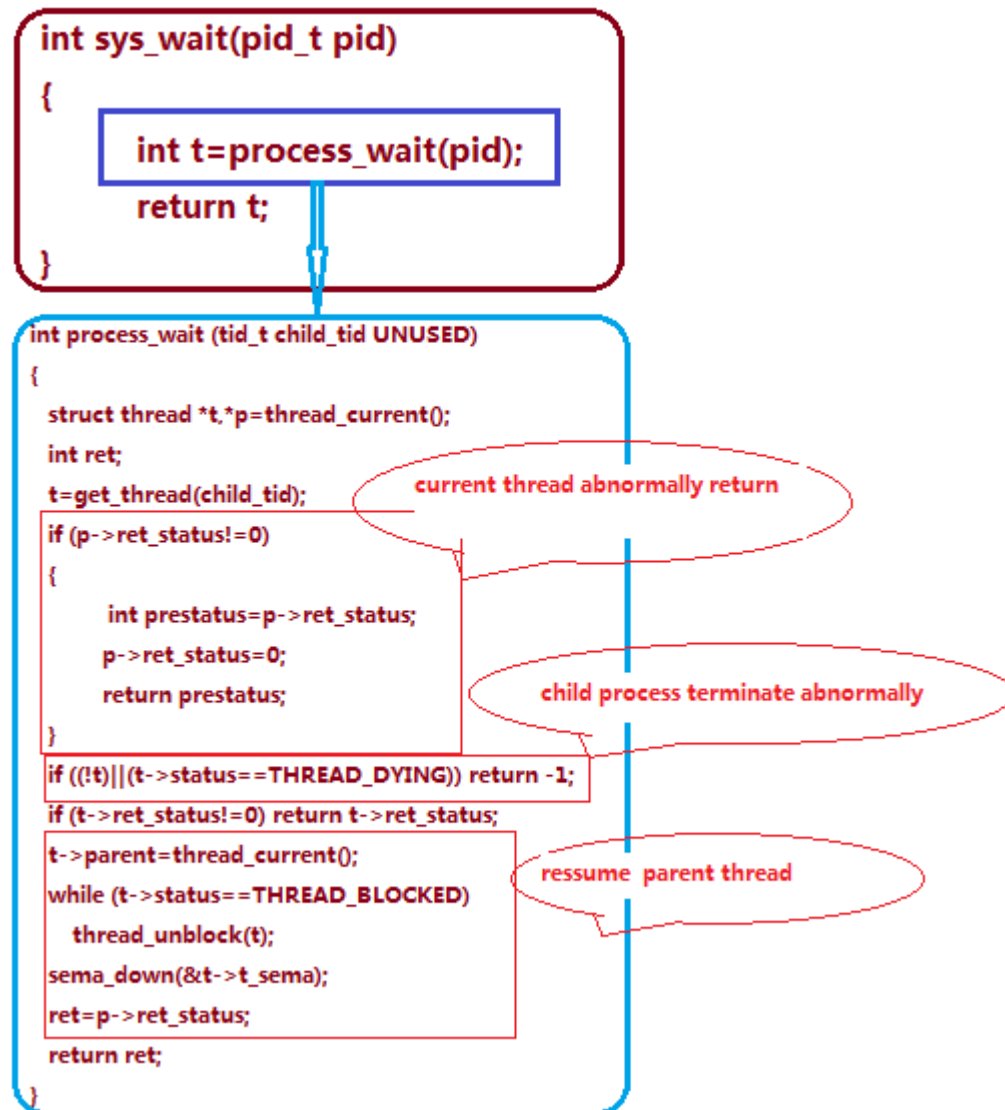 int sys_wait(pid_t pid)
{
int t=process_wait(pid);
return t;
}
int process_wait (tid_t child_tid UNUSED)
{
struct thread *t,*p=thread_current();
int ret;
t=get_thread(child_tid);
current thread abnormally return
if (p->ret_status!=0)
{
int prestatus=p->ret_status;
p->ret_status=0;
return prestatus;
}
child process terminate abnormally
if ((!t)||(t->status==THREAD_DYING)) return -1;
if (t->ret_status!=0) return t->ret_status;
t->parent=thread_current();
ressume parent thread
while (t->status==THREAD_BLOCKED)
thread_unblock(t);
sema_down(&t->t_sema);
ret=p->ret_status;
return ret;
}